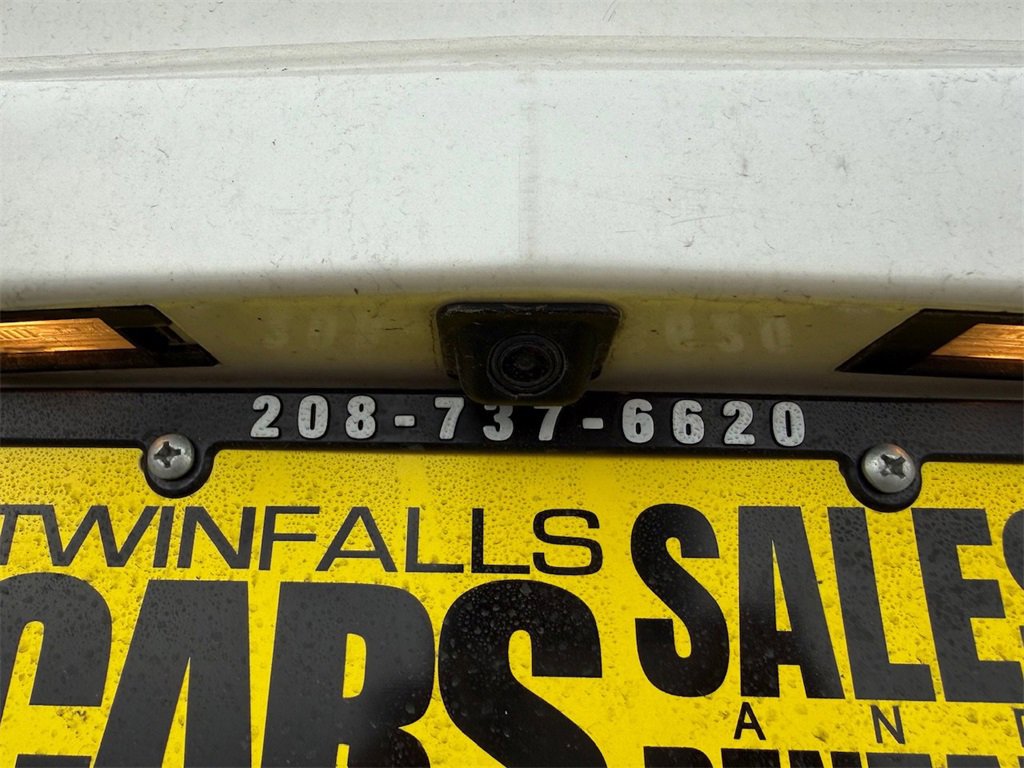 208-737-6620
TWINFALLS
CARS
SALES
AND